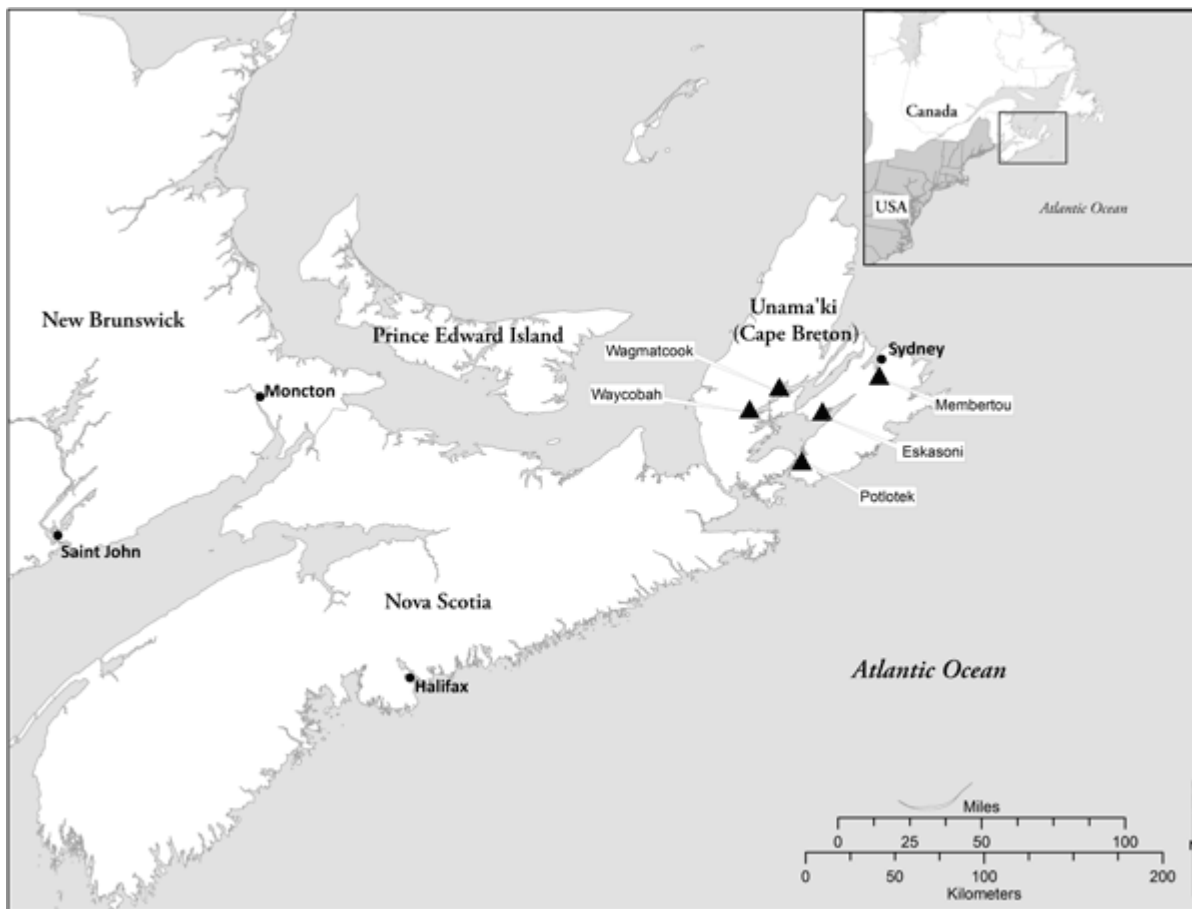 Canada
USA
Atlantic Ocean
New Brunswick
Prince Edward Island
Unama'ki
(Cape Breton)
Wagmatcook
Sydney
Waycobah
Membertou
Moncton
Eskasoni
Potlotek
Saint John
Nova Scotia
Halifax
Atlantic Ocean
Miles
0 25 50 100
0 50 100 200
Kilometers